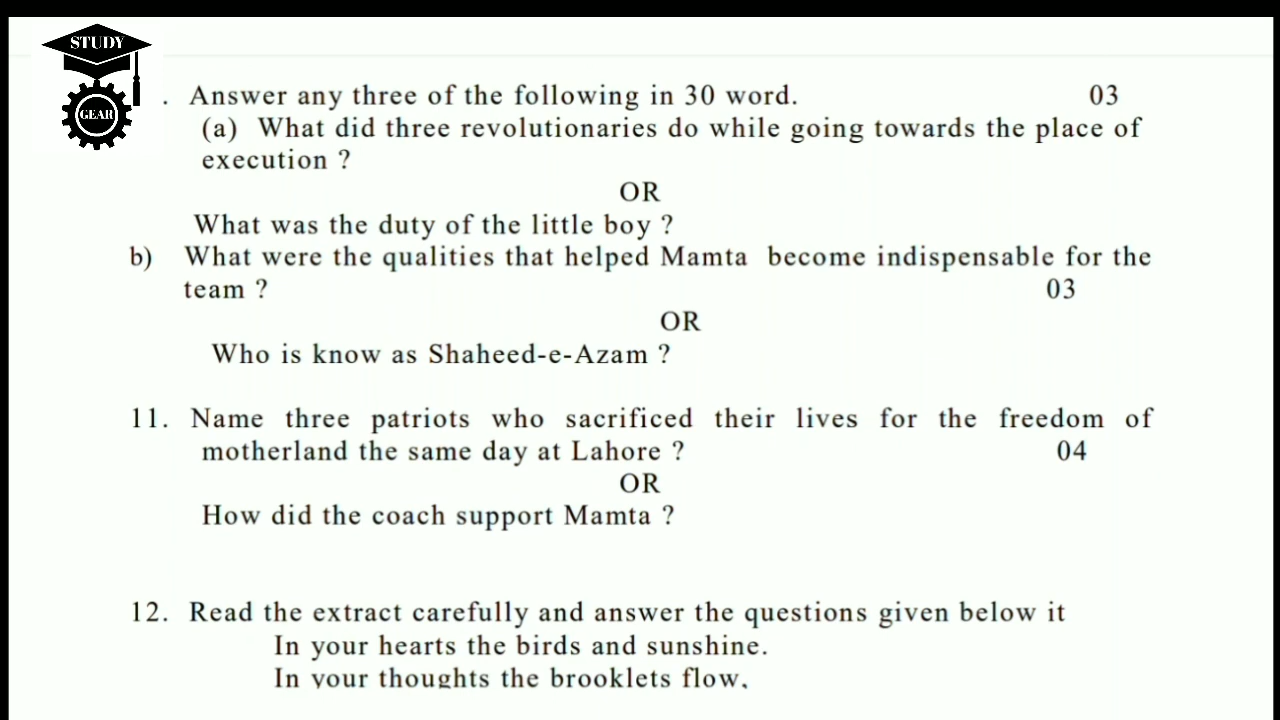 STUDY
GEAR
. Answer any three of the following in 30 word. 03
(a) What did three revolutionaries do while going towards the place of
execution ?
OR
What was the duty of the little boy ?
b) What were the qualities that helped Mamta become indispensable for the
team ? 03
OR
Who is know as Shaheed-e-Azam ?
11. Name three patriots who sacrificed their lives for the freedom of
motherland the same day at Lahore ? 04
OR
How did the coach support Mamta ?
12. Read the extract carefully and answer the questions given below it
In your hearts the birds and sunshine.
In your thoughts the brooklets flow,